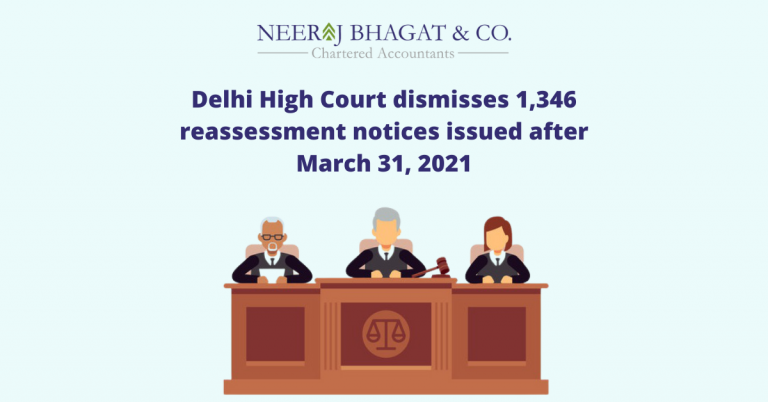 NEERAJ BHAGAT & CO.
Chartered Accountants
Delhi High Court dismisses 1,346
reassessment notices issued after
March 31, 2021